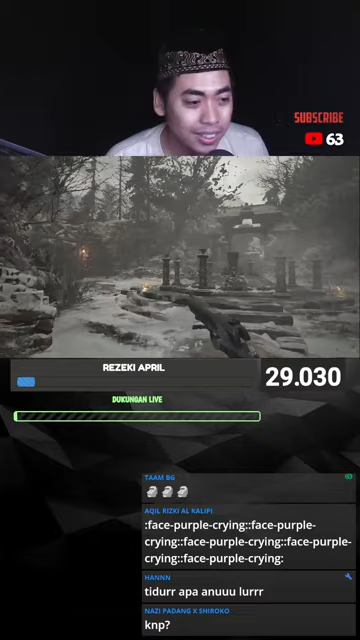 SUBSCRIBE
63
REZEKI APRIL
29.030
DUKUNGAN LIVE
TAAM BG
AQIL RIZKI AL KALIPI
:face-purple-crying::face-purple-
crying::face-purple-crying::face-purple-
crying::face-purple-crying:
HANNN
tidurr apa anuuu lurrr
NAZI PADANG X SHIROKO
knp?